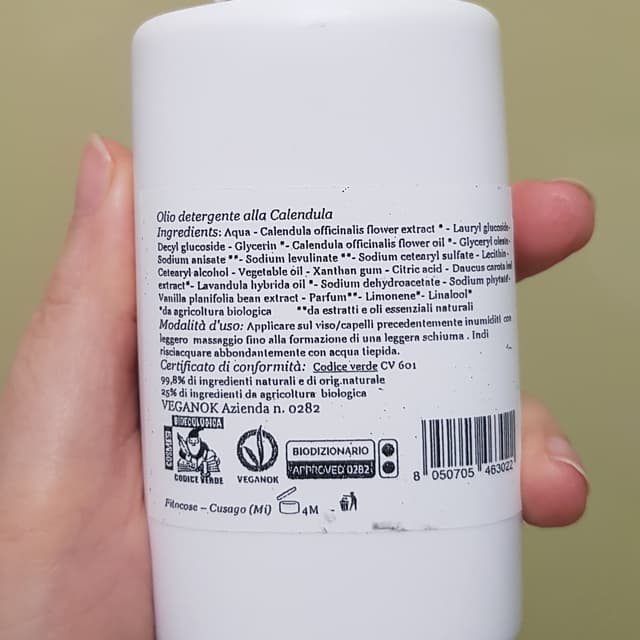 Olio detergente alla Calendula
Ingredients: Aqua - Calendula officinalis flower extract * - Lauryl glucoside-
Decyl glucoside - Glycerin *- Calendula officinalis flower oil *- Glyceryl oleate-
Sodium anisate **- Sodium levulinate **- Sodium cetearyl sulfate - Lecithin-
Cetearyl alcohol - Vegetable oil - Xanthan gum - Citric acid - Daucus carota leaf
extract*- Lavandula hybrida oil *- Sodium dehydroacetate - Sodium phytate-
Vanilla planifolia bean extract - Parfum**- Limonene*- Linalool*
*da agricoltura biologica **da estratti e oli essenziali naturali
Modalità d'uso: Applicare sul viso/capelli precedentemente inumiditi con
leggero massaggio fino alla formazione di una leggera schiuma . Indi
risciacquare abbondantemente con acqua tiepida.
Certificato di conformità: Codice verde CV 601
99,8% di ingredienti naturali e di orig.naturale
25% di ingredienti da agricoltura biologica
VEGANOK Azienda n. 0282
BIOECOLOGICA
COSMESI
CODICE VERDE
VEGANOK
BIODIZIONARIO
APPROVED 0282
8 050705 463022
Fitocose – Cusago (Mi) 4M